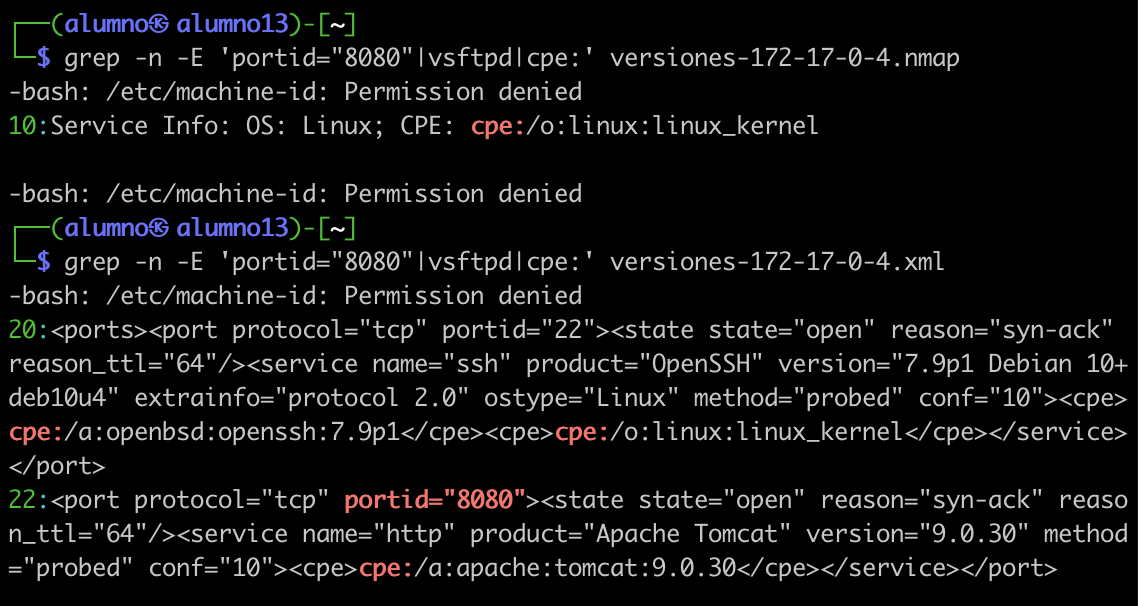 ┌──(alumno㉿ alumno13)-[~]
└─$ grep -n -E 'portid="8080"|vsftpd|cpe:' versiones-172-17-0-4.nmap
-bash: /etc/machine-id: Permission denied
10:Service Info: OS: Linux; CPE: cpe:/o:linux:linux_kernel

-bash: /etc/machine-id: Permission denied
┌──(alumno㉿ alumno13)-[~]
└─$ grep -n -E 'portid="8080"|vsftpd|cpe:' versiones-172-17-0-4.xml
-bash: /etc/machine-id: Permission denied
20:<ports><port protocol="tcp" portid="22"><state state="open" reason="syn-ack"
reason_ttl="64"/><service name="ssh" product="OpenSSH" version="7.9p1 Debian 10+
deb10u4" extrainfo="protocol 2.0" ostype="Linux" method="probed" conf="10"><cpe>
cpe:/a:openbsd:openssh:7.9p1</cpe><cpe>cpe:/o:linux:linux_kernel</cpe></service>
</port>
22:<port protocol="tcp" portid="8080"><state state="open" reason="syn-ack" reaso
n_ttl="64"/><service name="http" product="Apache Tomcat" version="9.0.30" method
="probed" conf="10"><cpe>cpe:/a:apache:tomcat:9.0.30</cpe></service></port>